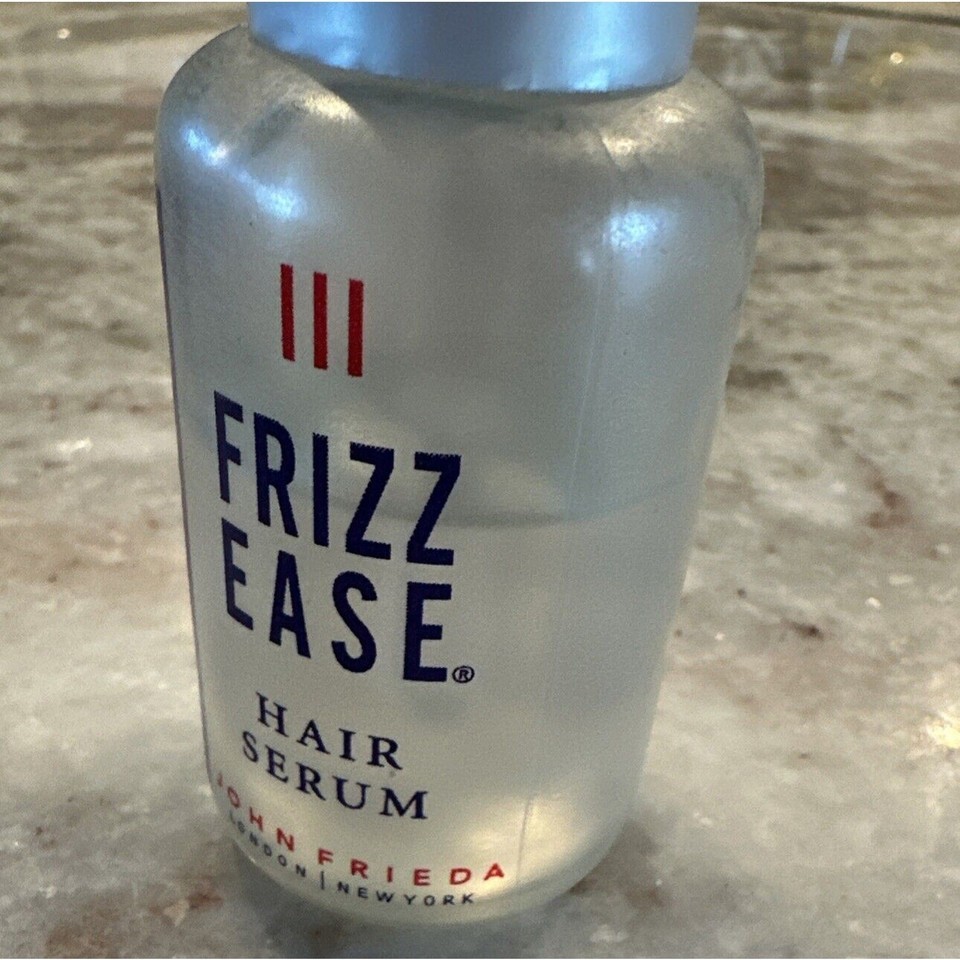 FRIZZ
EASE®
HAIR
SERUM
JOHN FRIEDA
LONDON | NEW YORK